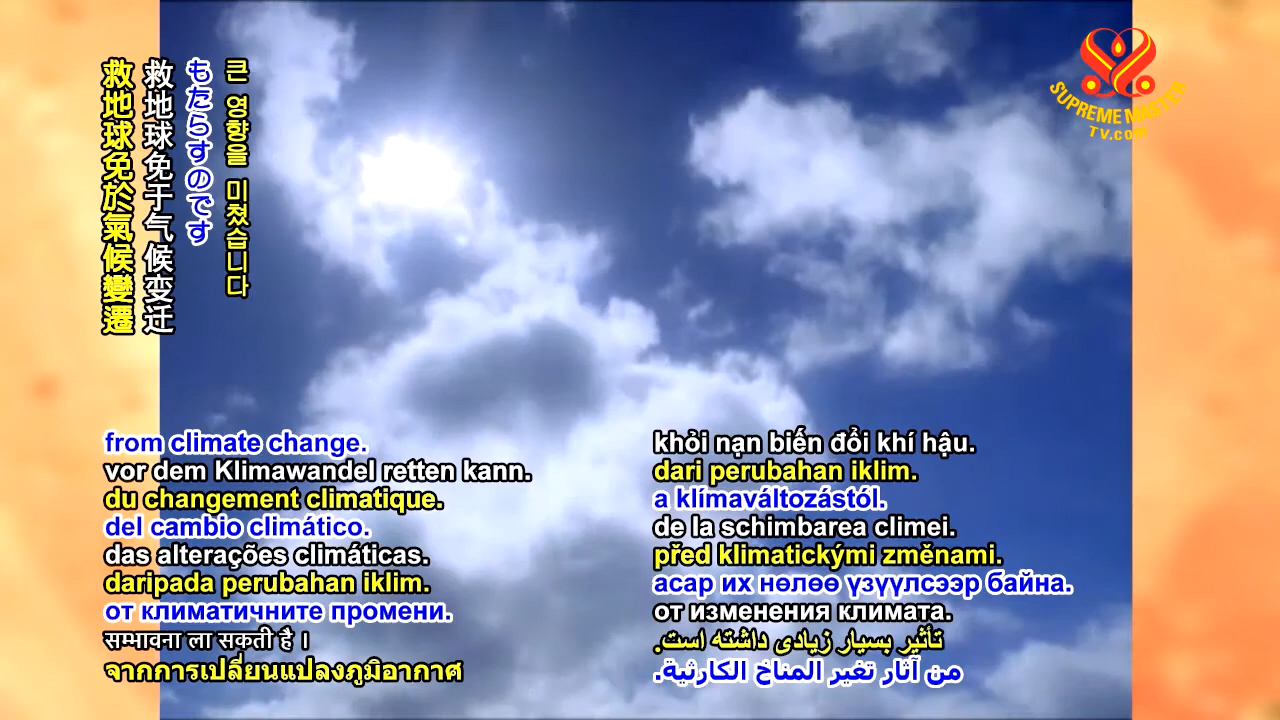 救地球免於氣候變遷
救地球免于气候变迁
もたらすのです
큰 영향을 미쳤습니다
SUPREME MASTER
TV.com
from climate change.
vor dem Klimawandel retten kann.
du changement climatique.
del cambio climático.
das alterações climáticas.
daripada perubahan iklim.
от климатичните промени.
सम्भावना ला सकती है ।
จากการเปลี่ยนแปลงภูมิอากาศ
khỏi nạn biến đổi khí hậu.
dari perubahan iklim.
a klímaváltozástól.
de la schimbarea climei.
před klimatickými změnami.
асар их нөлөө үзүүлсээр байна.
от изменения климата.
تأثیر بسیار زیادی داشته است.
من آثار تغير المناخ الكارثية.